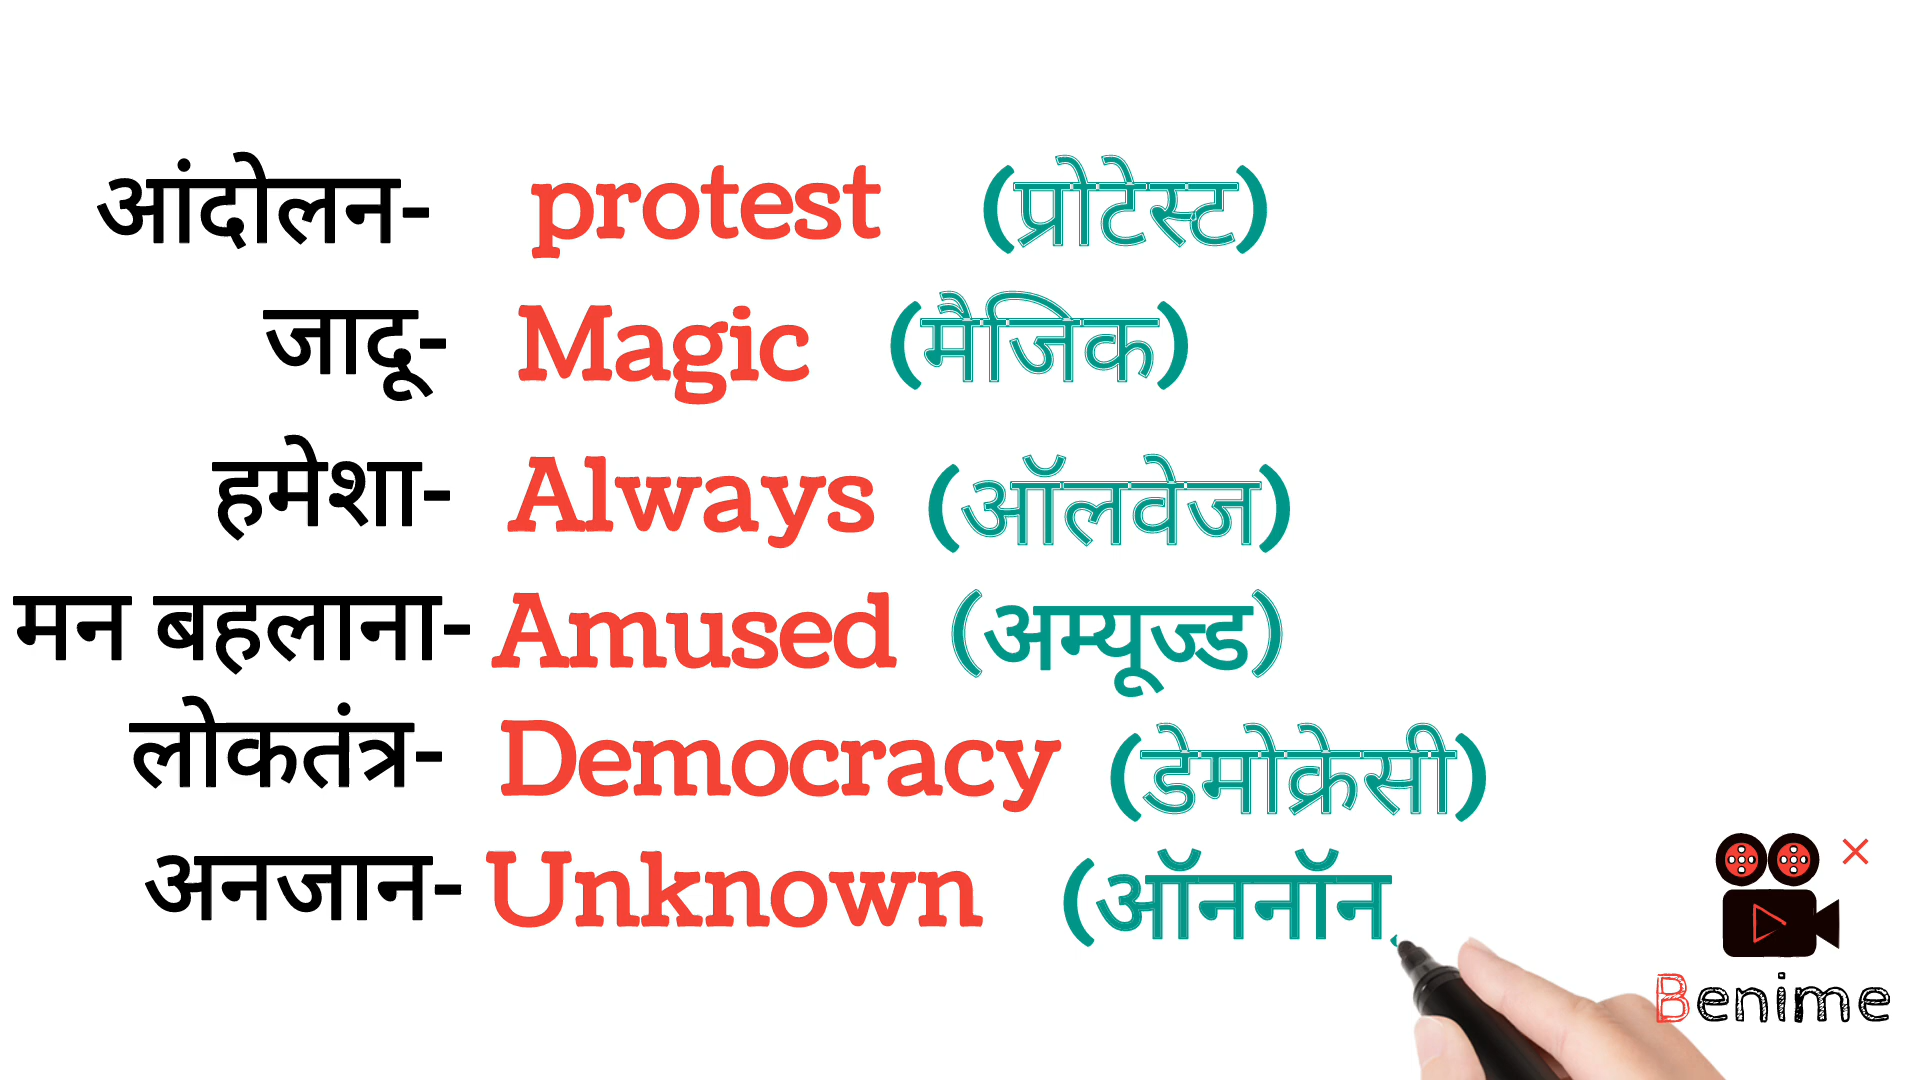 आंदोलन- protest (प्रोटेस्ट)
जादू- Magic (मैजिक)
हमेशा- Always (ऑलवेज)
मन बहलाना- Amused (अम्यूज्ड)
लोकतंत्र- Democracy (डेमोक्रेसी)
अनजान- Unknown (ऑननॉन
Benime